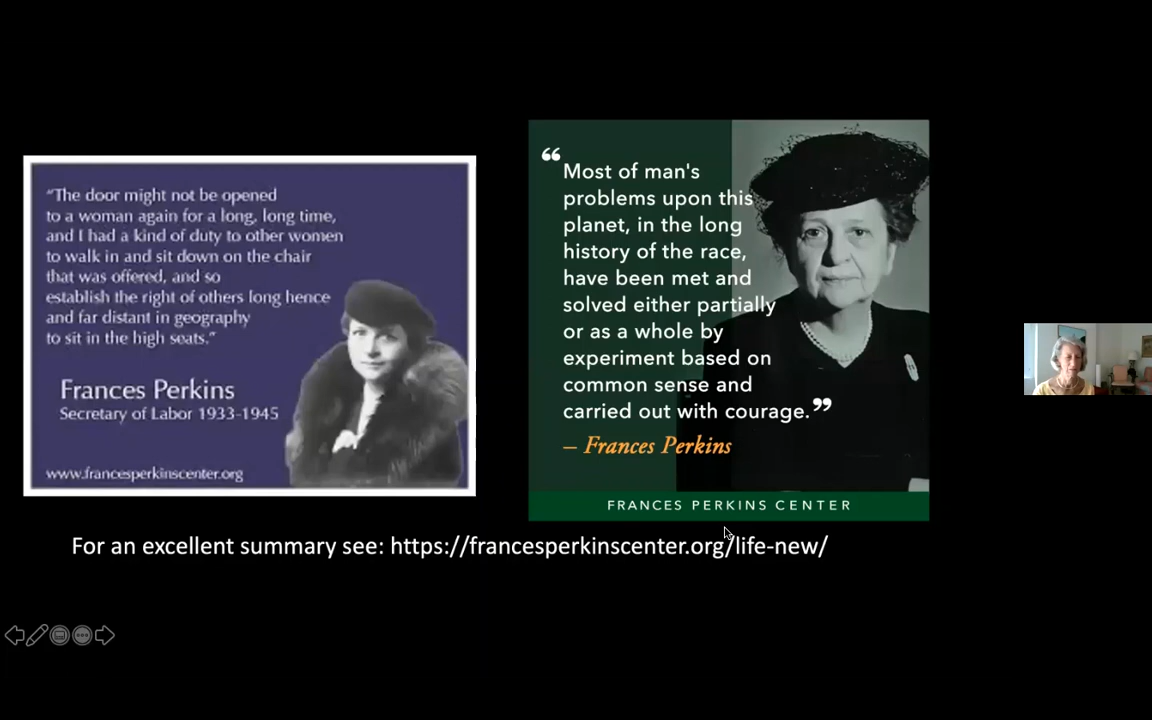 “The door might not be opened
to a woman again for a long, long time,
and I had a kind of duty to other women
to walk in and sit down on the chair
that was offered, and so
establish the right of others long hence
and far distant in geography
to sit in the high seats.”
Frances Perkins
Secretary of Labor 1933-1945
www.francesperkinscenter.org
“Most of man's
problems upon this
planet, in the long
history of the race,
have been met and
solved either partially
or as a whole by
experiment based on
common sense and
carried out with courage.”
– Frances Perkins
FRANCES PERKINS CENTER
For an excellent summary see: https://francesperkinscenter.org/life-new/